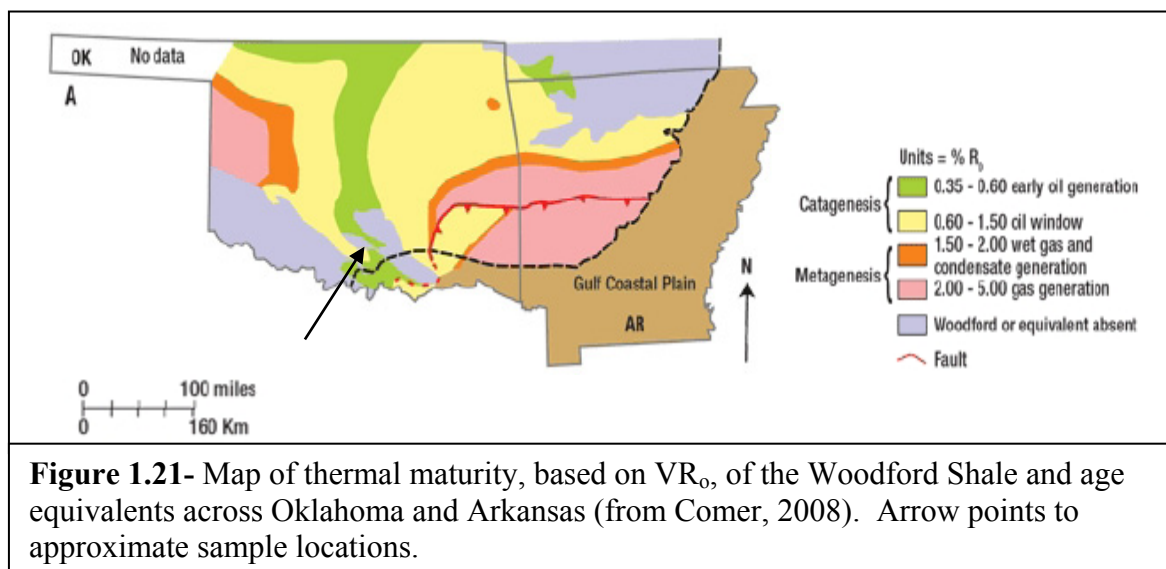 OK No data
A
Units = % R₀
Catagenesis
0.35 - 0.60 early oil generation
0.60 - 1.50 oil window
Metagenesis
1.50 - 2.00 wet gas and
condensate generation
2.00 - 5.00 gas generation
Woodford or equivalent absent
Fault
N
Gulf Coastal Plain
AR
0 100 miles
0 160 Km
Figure 1.21- Map of thermal maturity, based on VRₒ, of the Woodford Shale and age
equivalents across Oklahoma and Arkansas (from Comer, 2008). Arrow points to
approximate sample locations.